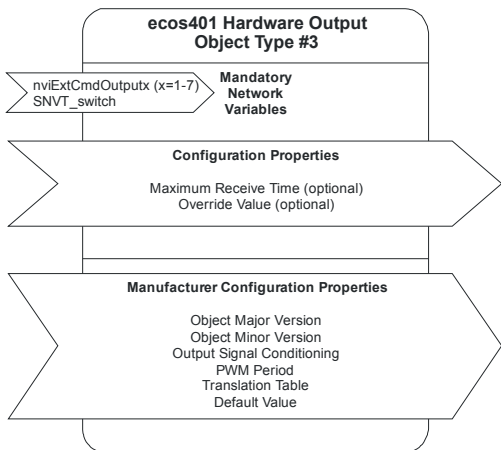 ecos401 Hardware Output
Object Type #3
nviExtCmdOutputx (x=1-7)
SNVT_switch
Mandatory
Network
Variables
Configuration Properties
Maximum Receive Time (optional)
Override Value (optional)
Manufacturer Configuration Properties
Object Major Version
Object Minor Version
Output Signal Conditioning
PWM Period
Translation Table
Default Value